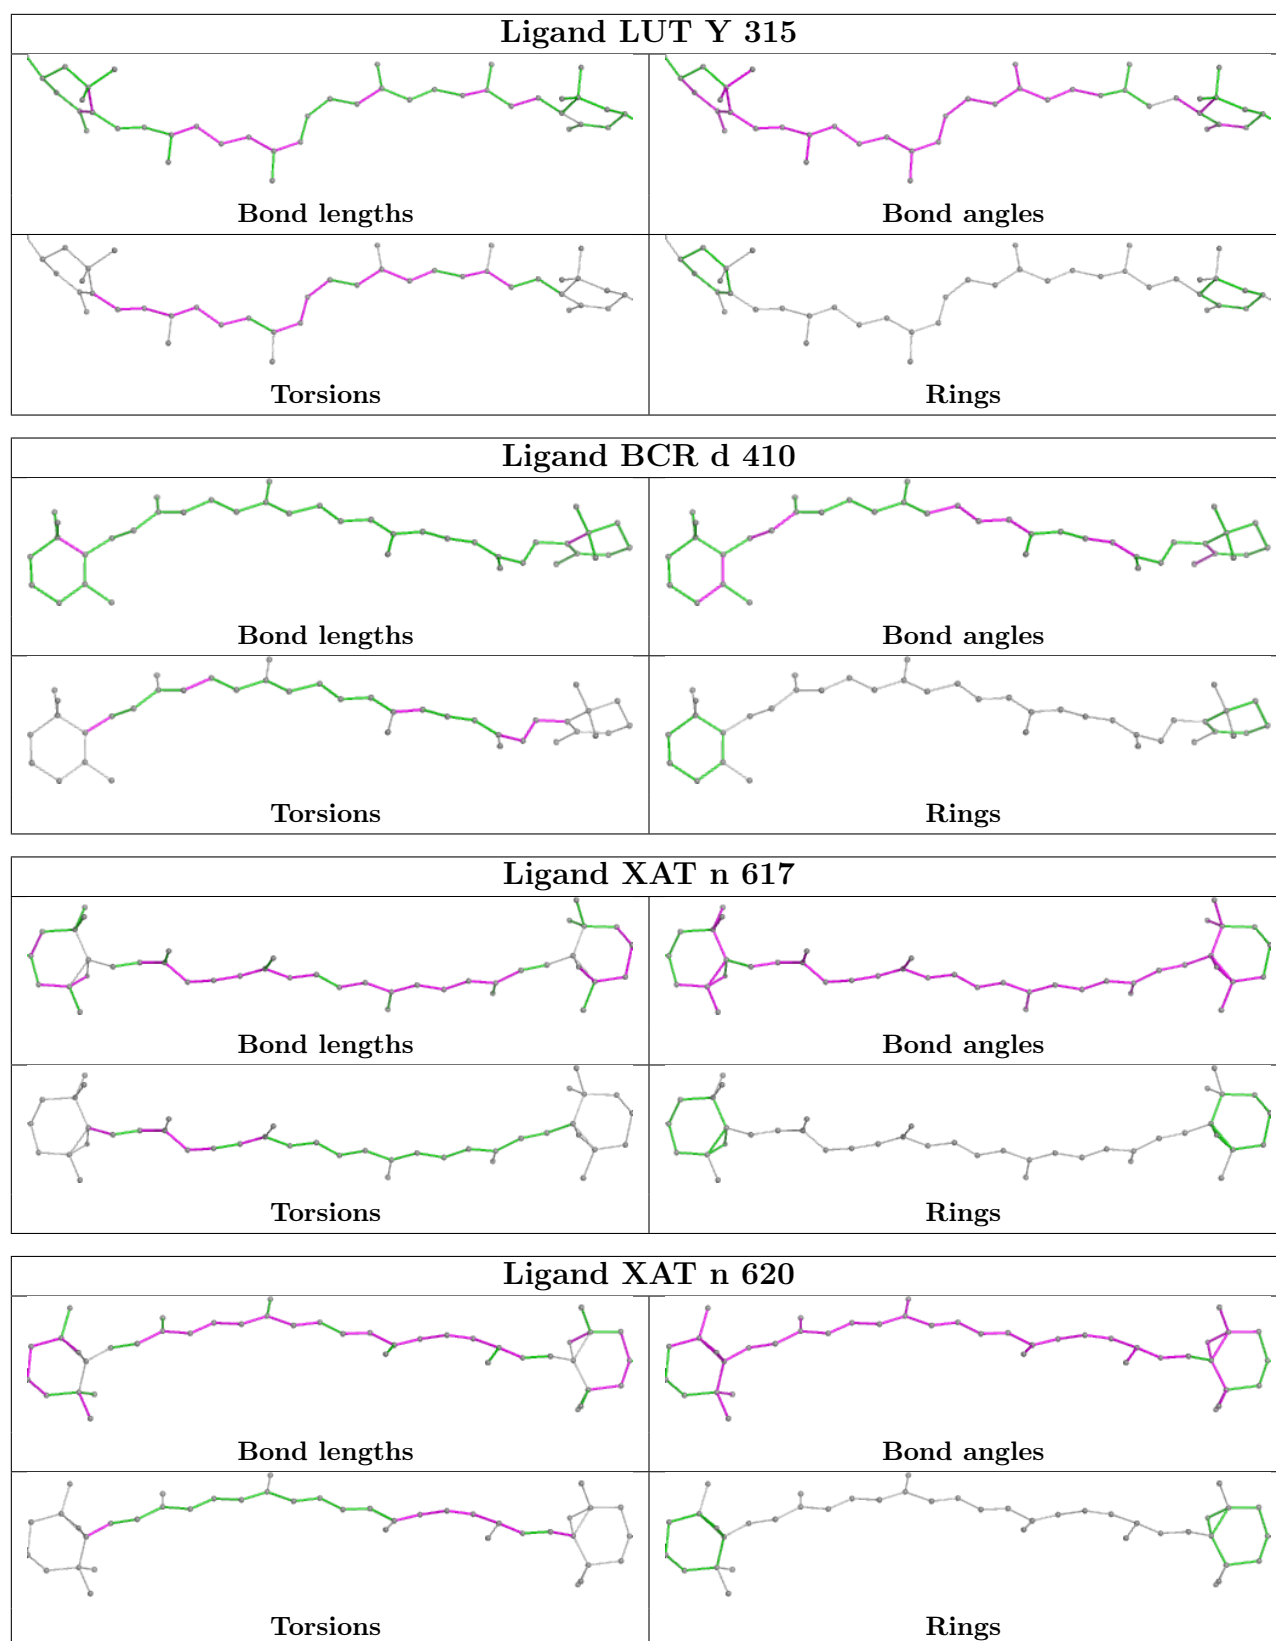 Ligand LUT Y 315
Bond lengths
Bond angles
Torsions
Rings
Ligand BCR d 410
Bond lengths
Bond angles
Torsions
Rings
Ligand XAT n 617
Bond lengths
Bond angles
Torsions
Rings
Ligand XAT n 620
Bond lengths
Bond angles
Torsions
Rings